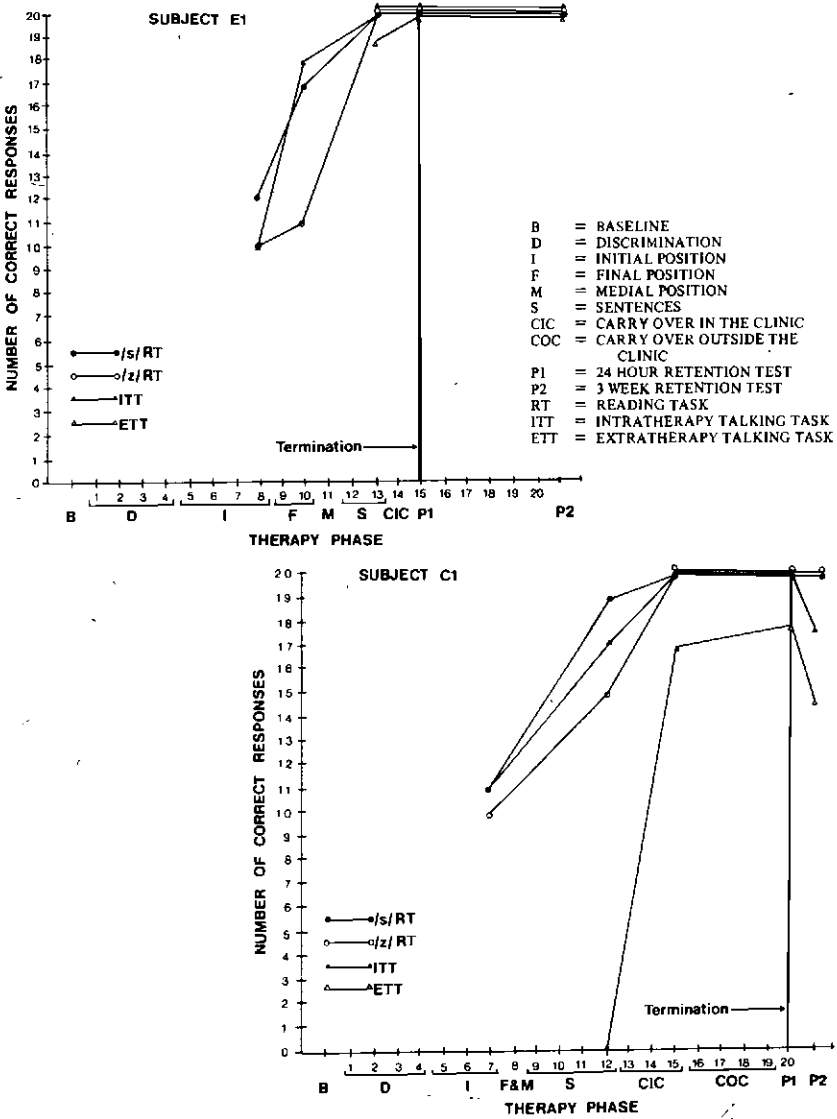 SUBJECT E1
NUMBER OF CORRECT RESPONSES
20
19
18
17
16
15
14
13
12
11
10
9
8
7
6
5
4
3
2
1
0
/s/RT
/z/RT
ITT
ETT
Termination
1 2 3 4 5 6 7 8 9 10 11 12 13 14 15 16 17 18 19 20
B D I F M S CIC P1 P2
THERAPY PHASE
B = BASELINE
D = DISCRIMINATION
I = INITIAL POSITION
F = FINAL POSITION
M = MEDIAL POSITION
S = SENTENCES
CIC = CARRY OVER IN THE CLINIC
COC = CARRY OVER OUTSIDE THE
CLINIC
P1 = 24 HOUR RETENTION TEST
P2 = 3 WEEK RETENTION TEST
RT = READING TASK
ITT = INTRATHERAPY TALKING TASK
ETT = EXTRATHERAPY TALKING TASK
SUBJECT C1
NUMBER OF CORRECT RESPONSES
20
19
18
17
16
15
14
13
12
11
10
9
8
7
6
5
4
3
2
1
0
/s/RT
/z/RT
ITT
ETT
Termination
1 2 3 4 5 6 7 8 9 10 11 12 13 14 15 16 17 18 19 20
B D I F&M S CIC COC P1 P2
THERAPY PHASE